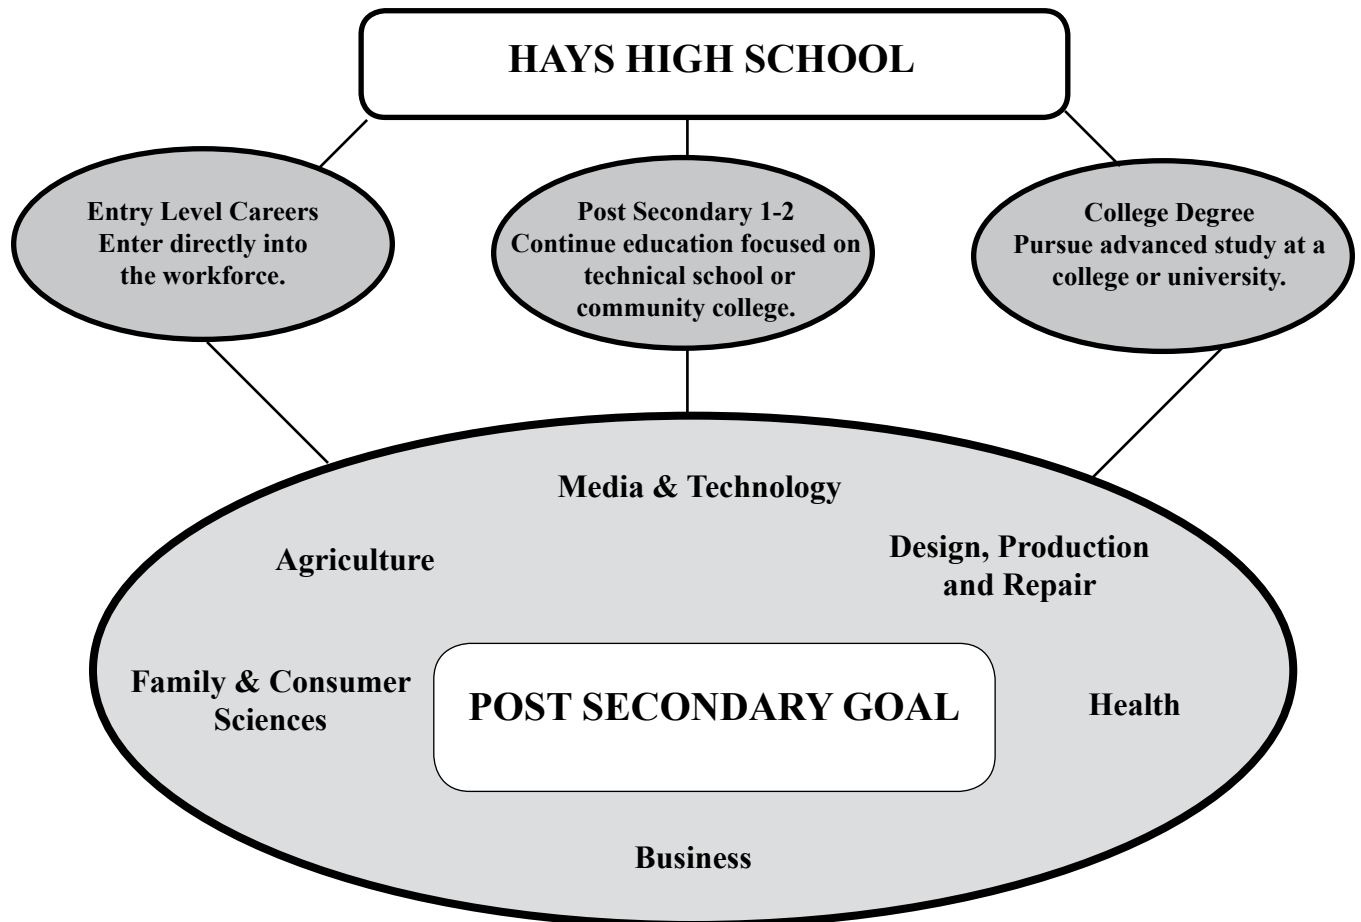 HAYS HIGH SCHOOL
Entry Level Careers
Enter directly into
the workforce.
Post Secondary 1-2
Continue education focused on
technical school or
community college.
College Degree
Pursue advanced study at a
college or university.
Media & Technology
Agriculture
Design, Production
and Repair
Family & Consumer
Sciences
POST SECONDARY GOAL
Health
Business